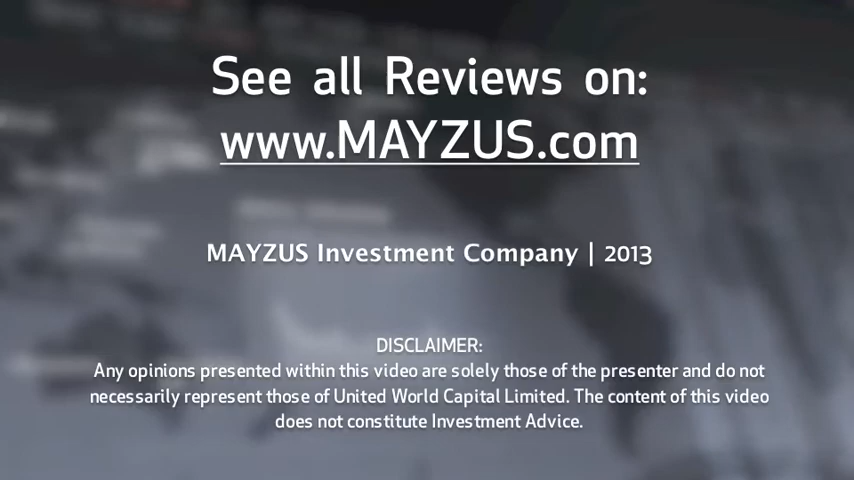 See all Reviews on:
www.MAYZUS.com
MAYZUS Investment Company | 2013
DISCLAIMER:
Any opinions presented within this video are solely those of the presenter and do not
necessarily represent those of United World Capital Limited. The content of this video
does not constitute Investment Advice.